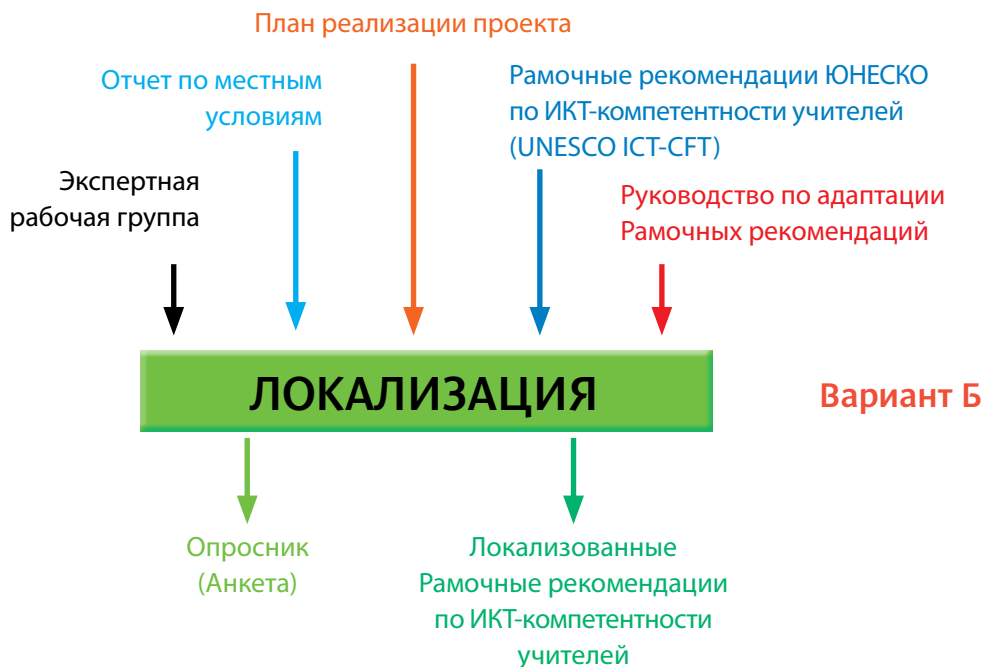 План реализации проекта
Отчет по местным
условиям
Рамочные рекомендации ЮНЕСКО
по ИКТ-компетентности учителей
(UNESCO ICT-CFT)
Экспертная
рабочая группа
Руководство по адаптации
Рамочных рекомендаций
ЛОКАЛИЗАЦИЯ
Вариант Б
Опросник
(Анкета)
Локализованные
Рамочные рекомендации
по ИКТ-компетентности
учителей